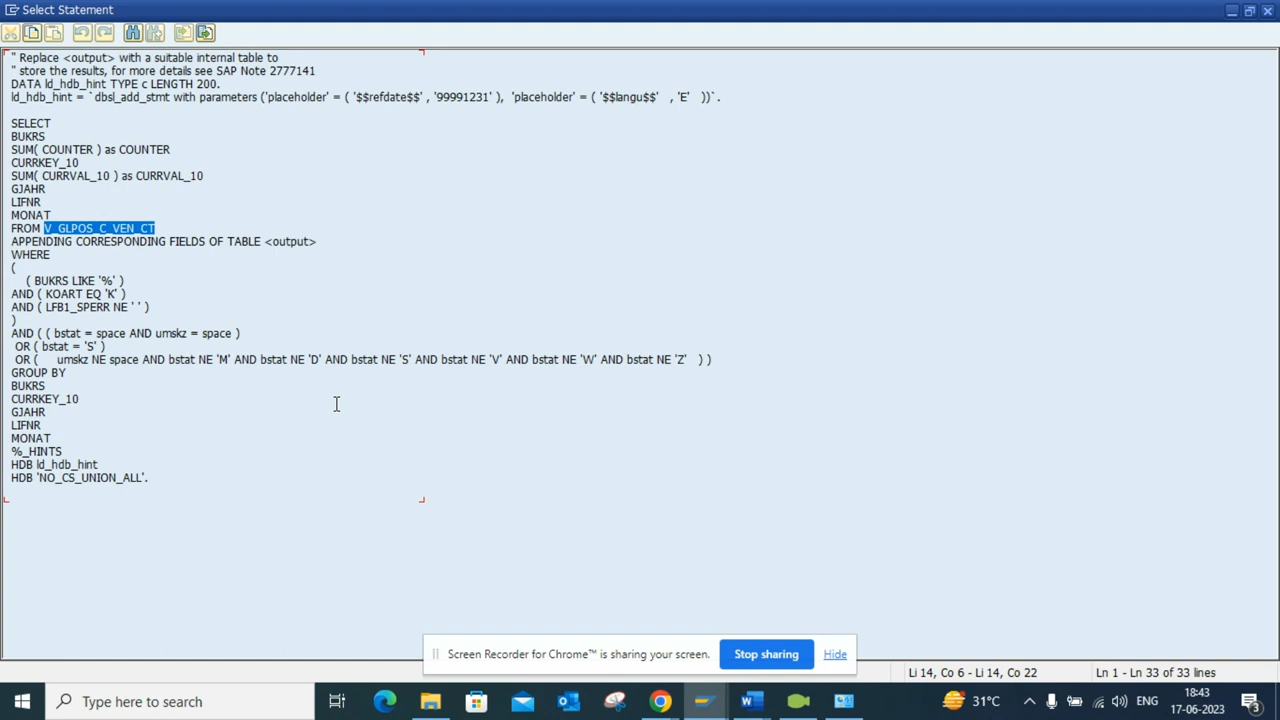 Select Statement
" Replace <output> with a suitable internal table to
" store the results, for more details see SAP Note 2777141
DATA ld_hdb_hint TYPE c LENGTH 200.
ld_hdb_hint = `dbsl_add_stmt with parameters ('placeholder' = ( '$$refdate$$' , '99991231' ),  'placeholder' = ( '$$langu$$'   , 'E'   ))`.
SELECT
BUKRS
SUM( COUNTER ) as COUNTER
CURRKEY_10
SUM( CURRVAL_10 ) as CURRVAL_10
GJAHR
LIFNR
MONAT
FROM V_GLPOS_C_VEN_CT
APPENDING CORRESPONDING FIELDS OF TABLE <output>
WHERE
(
( BUKRS LIKE '%' )
AND ( KOART EQ 'K' )
AND ( LFB1_SPERR NE ' ' )
)
AND ( ( bstat = space AND umskz = space )
OR ( bstat = 'S' )
OR (     umskz NE space AND bstat NE 'M' AND bstat NE 'D' AND bstat NE 'S' AND bstat NE 'V' AND bstat NE 'W' AND bstat NE 'Z'   ) )
GROUP BY
BUKRS
CURRKEY_10
GJAHR
LIFNR
MONAT
%_HINTS
HDB ld_hdb_hint
HDB 'NO_CS_UNION_ALL'.
Screen Recorder for Chrome™ is sharing your screen. Stop sharing Hide
Li 14, Co 6 - Li 14, Co 22 Ln 1 - Ln 33 of 33 lines
Type here to search 31°C ENG 18:43
17-06-2023 3